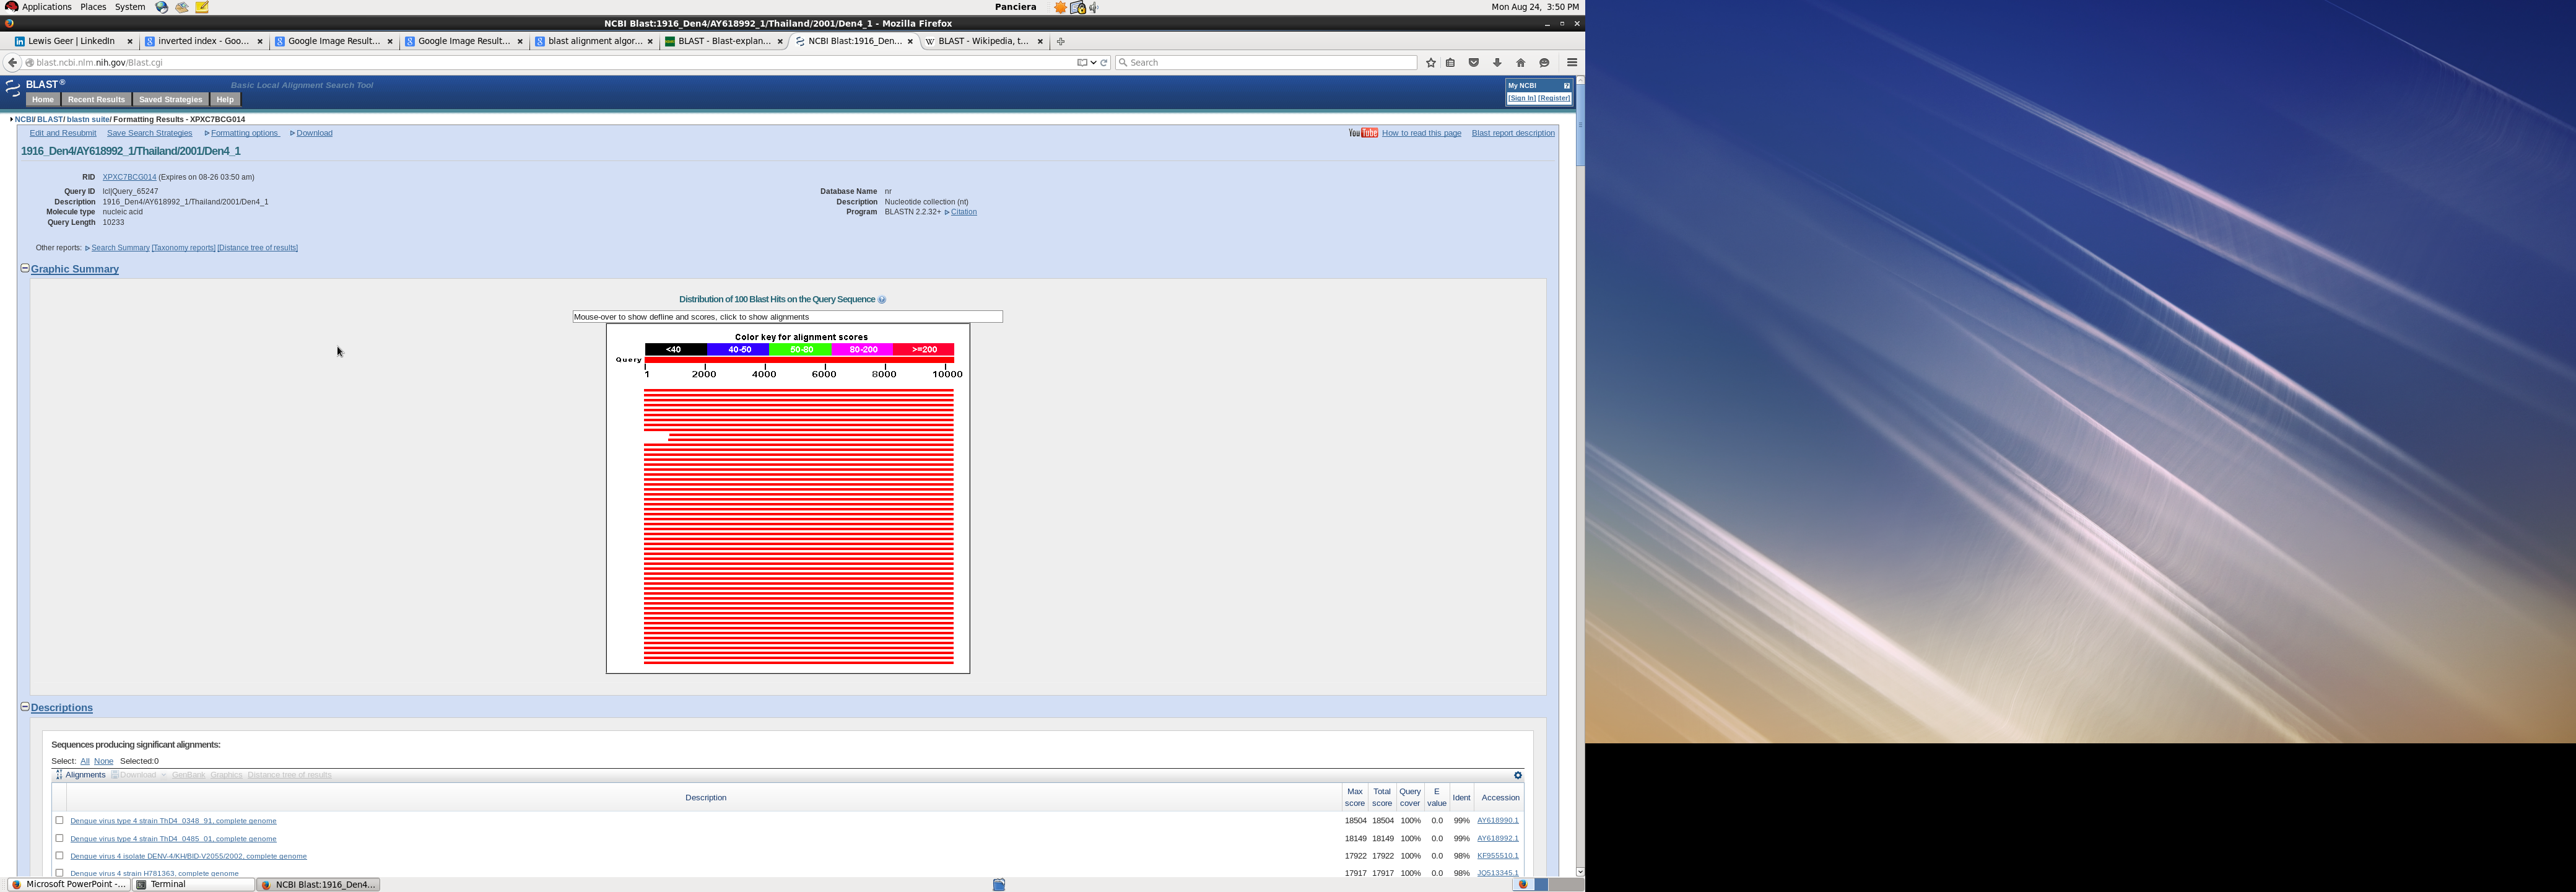 Applications Places System Panciera Mon Aug 24, 3:50 PM
NCBI Blast:1916_Den4/AY618992_1/Thailand/2001/Den4_1 - Mozilla Firefox
Lewis Geer | LinkedIn inverted index - Goo... Google Image Result... Google Image Result... blast alignment algor... BLAST - Blast-explan... NCBI Blast:1916_Den... BLAST - Wikipedia, t...
blast.ncbi.nlm.nih.gov/Blast.cgi Search
BLAST® Basic Local Alignment Search Tool My NCBI ?
Home Recent Results Saved Strategies Help [Sign In] [Register]
NCBI/ BLAST/ blastn suite/ Formatting Results - XPXC7BCG014
Edit and Resubmit Save Search Strategies Formatting options Download YouTube How to read this page Blast report description
1916_Den4/AY618992_1/Thailand/2001/Den4_1
RID XPXC7BCG014 (Expires on 08-26 03:50 am)
Query ID lcl|Query_65247 Database Name nr
Description 1916_Den4/AY618992_1/Thailand/2001/Den4_1 Description Nucleotide collection (nt)
Molecule type nucleic acid Program BLASTN 2.2.32+ Citation
Query Length 10233
Other reports: Search Summary [Taxonomy reports] [Distance tree of results]
Graphic Summary
Distribution of 100 Blast Hits on the Query Sequence
Mouse-over to show defline and scores, click to show alignments
Color key for alignment scores
<40 40-50 50-80 80-200 >=200
Query
1 2000 4000 6000 8000 10000
Descriptions
Sequences producing significant alignments:
Select: All None Selected:0
Alignments Download GenBank Graphics Distance tree of results
Description Max score Total score Query cover E value Ident Accession
Dengue virus type 4 strain ThD4_0348_91, complete genome 18504 18504 100% 0.0 99% AY618990.1
Dengue virus type 4 strain ThD4_0485_01, complete genome 18149 18149 100% 0.0 99% AY618992.1
Dengue virus 4 isolate DENV-4/KH/BID-V2055/2002, complete genome 17922 17922 100% 0.0 98% KF955510.1
Dengue virus 4 strain H781363, complete genome 17917 17917 100% 0.0 98% JQ513345.1
Microsoft PowerPoint -... Terminal NCBI Blast:1916_Den4...